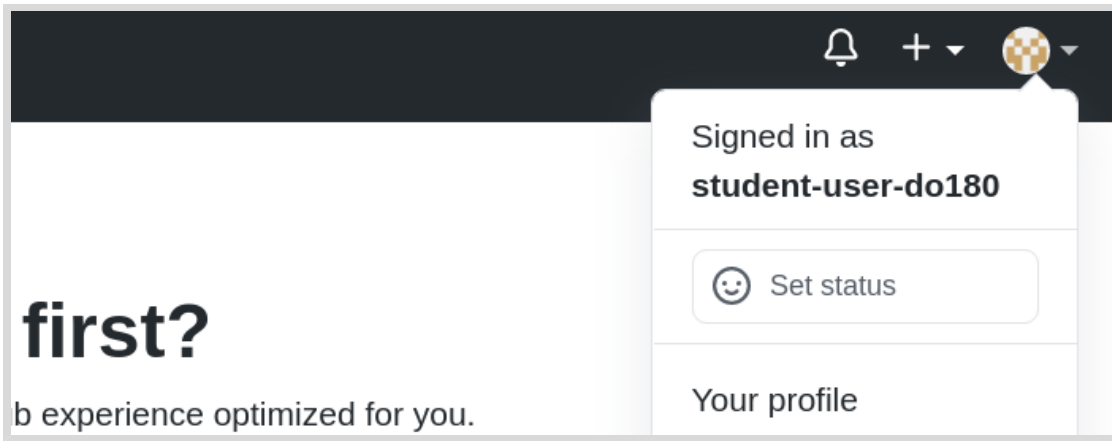 Signed in as
student-user-do180
Set status
first?
Your profile
experience optimized for you.